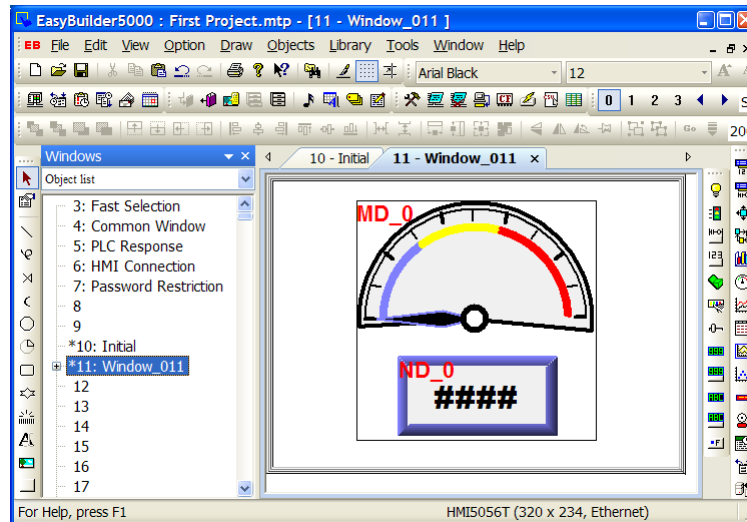 EasyBuilder5000 : First Project.mtp - [11 - Window_011 ]
EB File Edit View Option Draw Objects Library Tools Window Help
Arial Black 12
0 1 2 3
Go 20
Windows
10 - Initial 11 - Window_011
Object list
3: Fast Selection
4: Common Window
5: PLC Response
6: HMI Connection
7: Password Restriction
8
9
*10: Initial
*11: Window_011
12
13
14
15
16
17
MD_0
ND_0
####
For Help, press F1 HMI5056T (320 x 234, Ethernet)